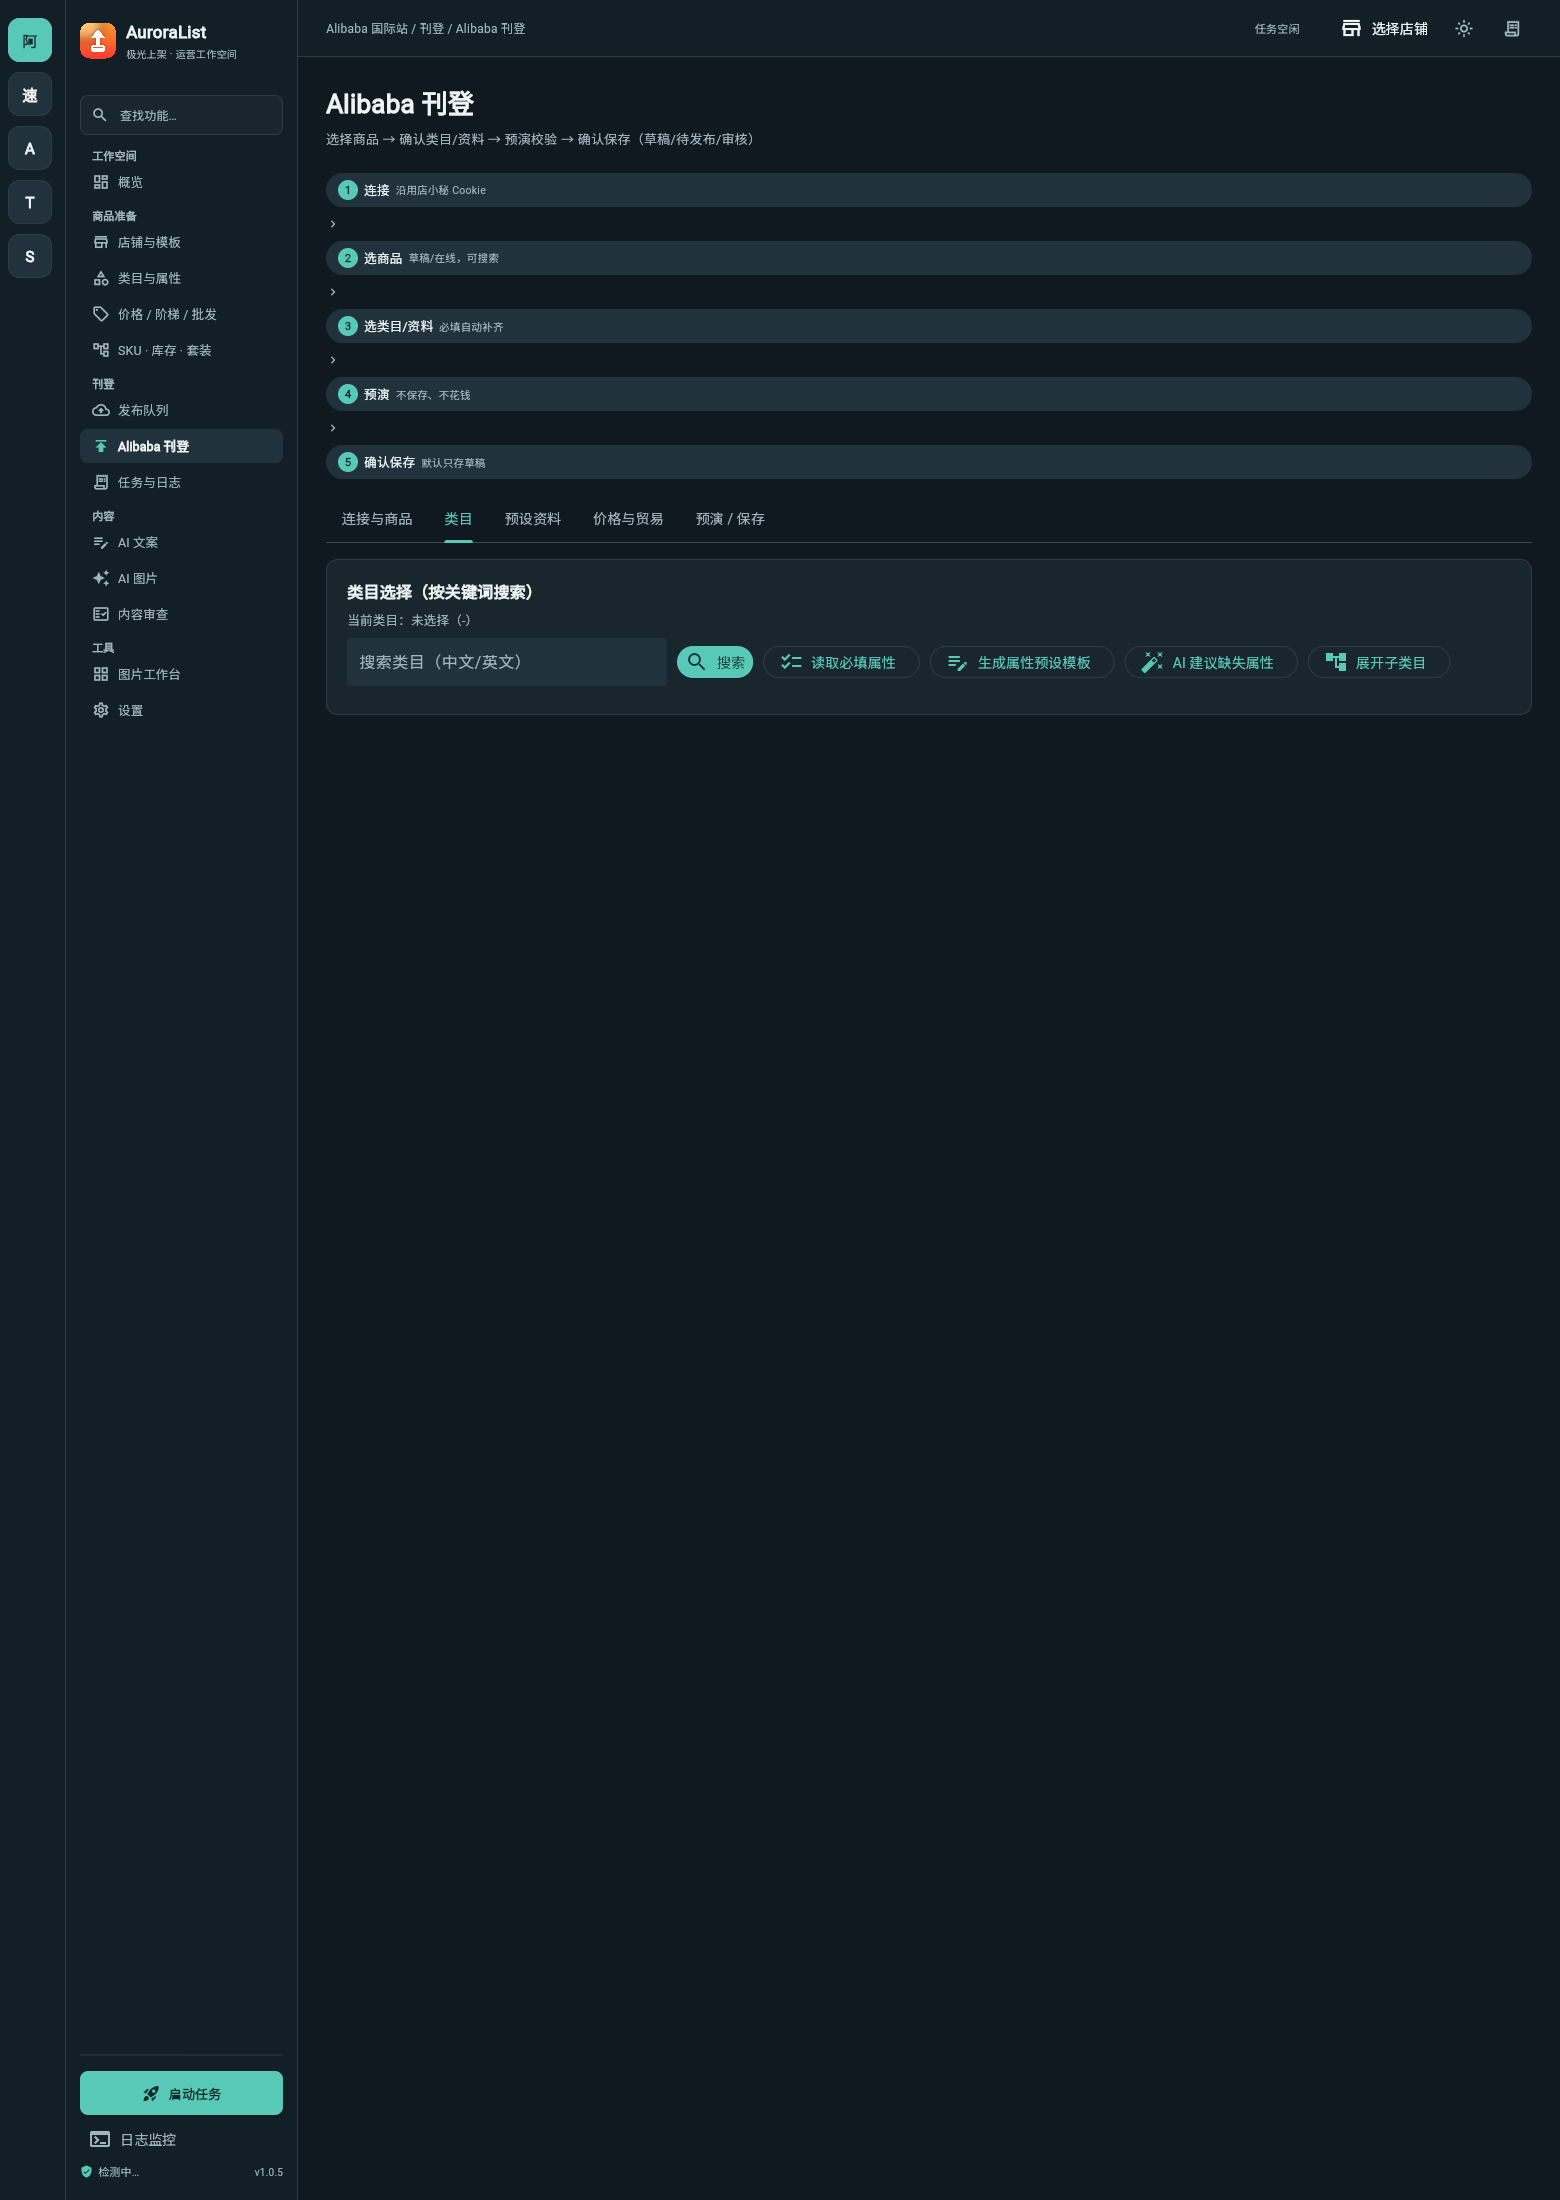 阿
速
A
T
S
AuroraList
极光上架 · 运营工作空间
查找功能...
工作空间
概览
商品准备
店铺与模板
类目与属性
价格 / 阶梯 / 批发
SKU · 库存 · 套装
刊登
发布队列
Alibaba 刊登
任务与日志
内容
AI 文案
AI 图片
内容审查
工具
图片工作台
设置
启动任务
日志监控
检测中...
v1.0.5
Alibaba 国际站 / 刊登 / Alibaba 刊登
任务空闲
选择店铺
Alibaba 刊登
选择商品 → 确认类目/资料 → 预演校验 → 确认保存（草稿/待发布/审核）
1 连接 沿用店小秘 Cookie
2 选商品 草稿/在线，可搜索
3 选类目/资料 必填自动补齐
4 预演 不保存、不花钱
5 确认保存 默认只存草稿
连接与商品 类目 预设资料 价格与贸易 预演 / 保存
类目选择（按关键词搜索）
当前类目：未选择（-）
搜索类目（中文/英文） 搜索 读取必填属性 生成属性预设模板 AI 建议缺失属性 展开子类目